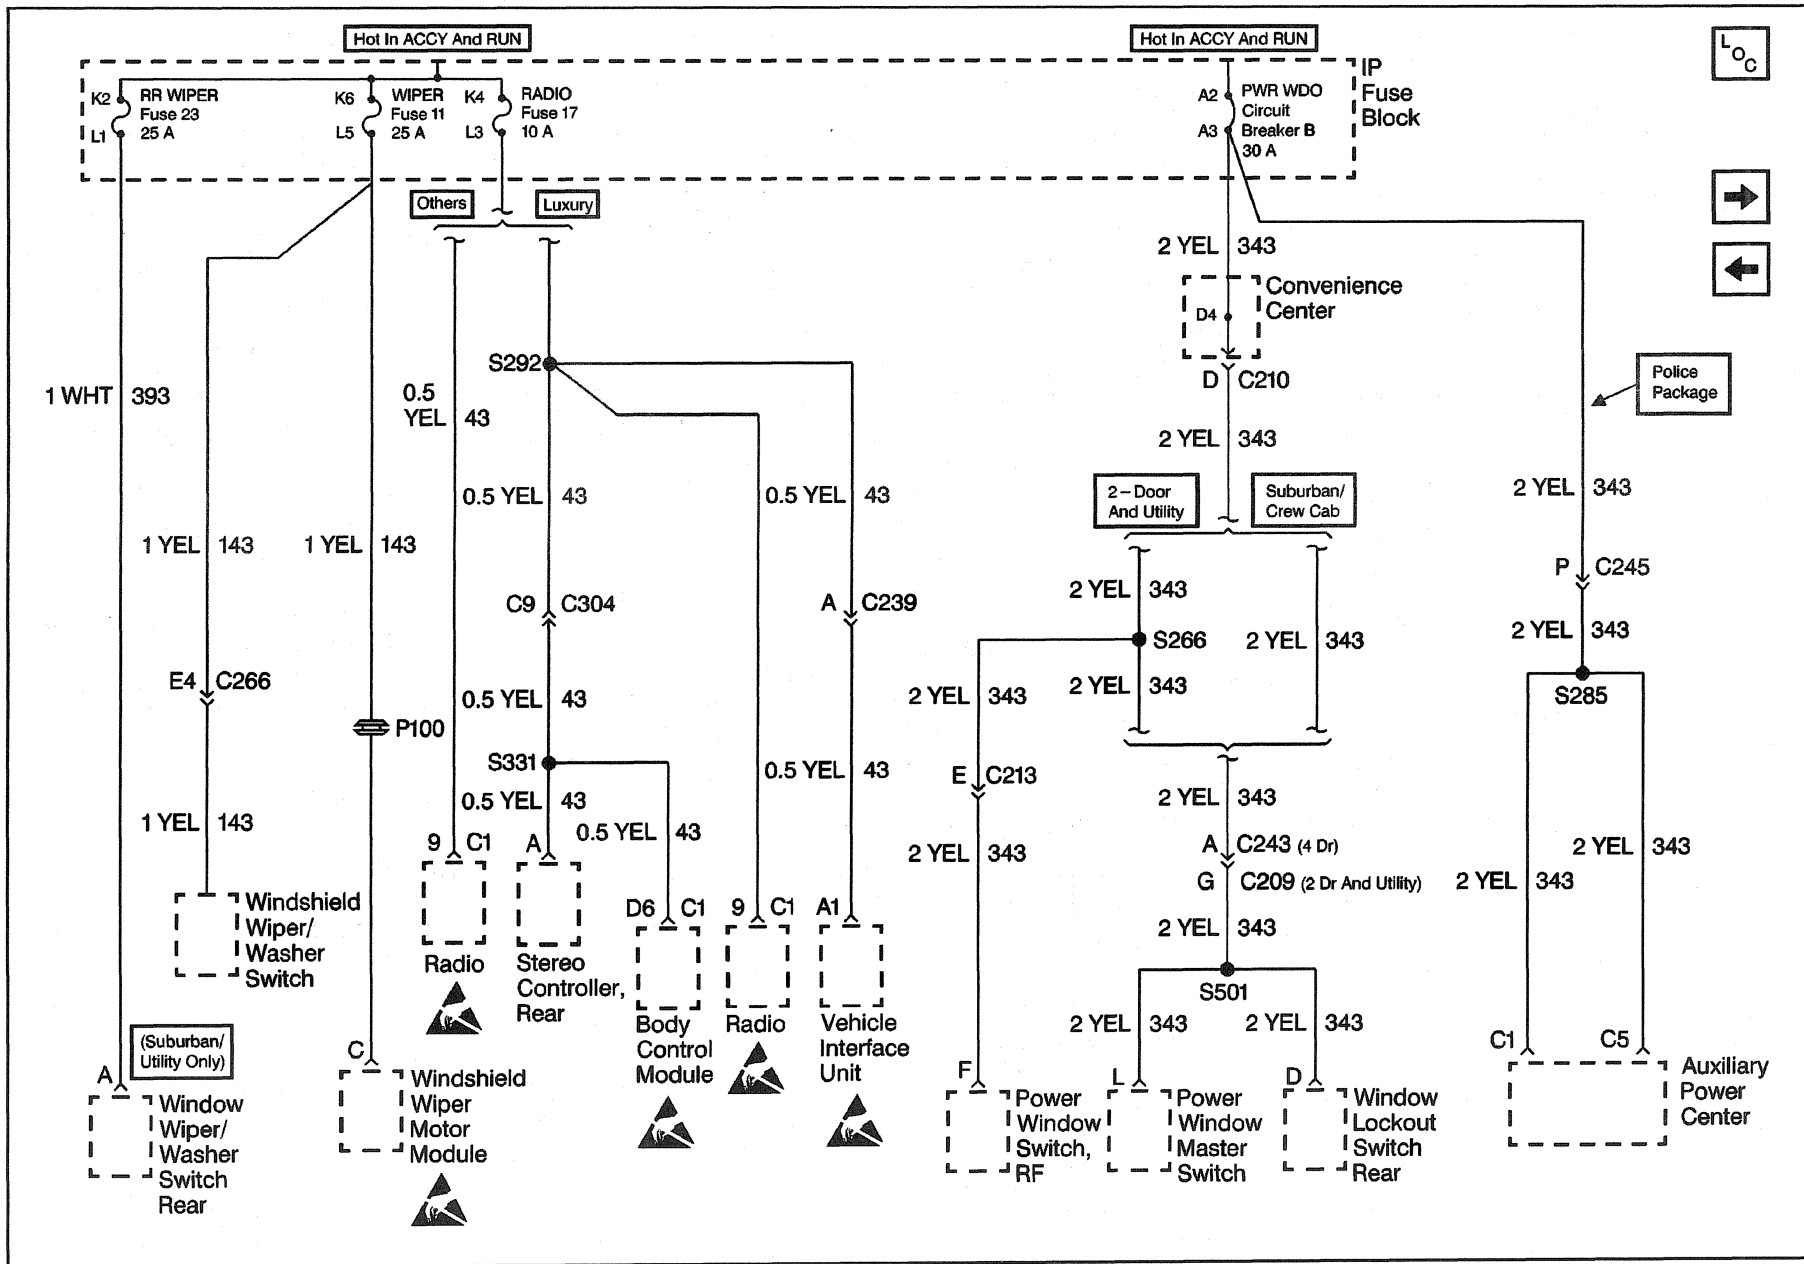 Hot In ACCY And RUN
Hot In ACCY And RUN
LOC
IP
Fuse
Block
K2
L1
RR WIPER
Fuse 23
25 A
K6
L5
WIPER
Fuse 11
25 A
K4
L3
RADIO
Fuse 17
10 A
A2
A3
PWR WDO
Circuit
Breaker B
30 A
Others
Luxury
2 YEL 343
Convenience
Center
D4
D C210
S292
1 WHT 393
0.5
YEL 43
Police
Package
2 YEL 343
0.5 YEL 43
0.5 YEL 43
2-Door
And Utility
Suburban/
Crew Cab
2 YEL 343
1 YEL 143
1 YEL 143
P C245
2 YEL 343
C9 C304
A C239
S266
2 YEL 343
2 YEL 343
E4 C266
0.5 YEL 43
2 YEL 343
2 YEL 343
S285
P100
S331
0.5 YEL 43
E C213
0.5 YEL 43
2 YEL 343
1 YEL 143
0.5 YEL 43
9 C1
A
2 YEL 343
A C243 (4 Dr)
G C209 (2 Dr And Utility)
2 YEL 343
2 YEL 343
Windshield
Wiper/
Washer
Switch
D6 C1
9 C1
A1
2 YEL 343
Radio
Stereo
Controller,
Rear
S501
Body
Control
Module
Radio
Vehicle
Interface
Unit
2 YEL 343
2 YEL 343
(Suburban/
Utility Only)
A
C
F
L
D
C1
C5
Window
Wiper/
Washer
Switch
Rear
Windshield
Wiper
Motor
Module
Power
Window
Switch,
RF
Power
Window
Master
Switch
Window
Lockout
Switch
Rear
Auxiliary
Power
Center